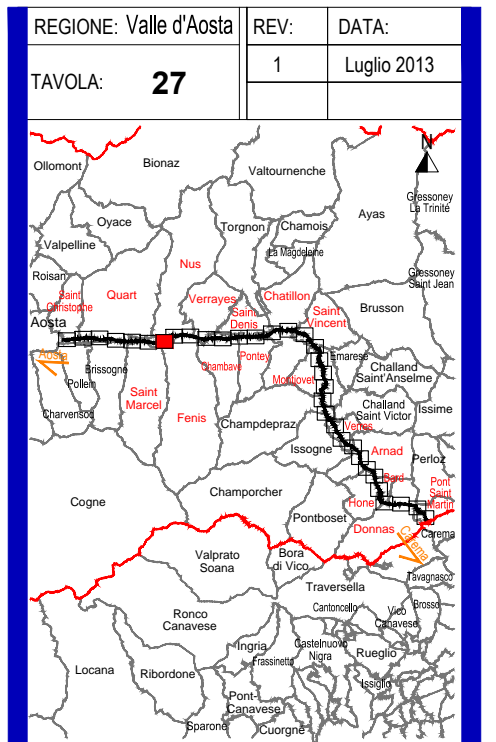 REGIONE: Valle d'Aosta
REV:
DATA:
TAVOLA: 27
1
Luglio 2013
N
Ollomont
Bionaz
Valtournenche
Ayas
Gressoney
La Trinité
Oyace
Torgnon
Chamois
Valpelline
La Magdeleine
Roisan
Nus
Gressoney
Saint Jean
Saint
Christophe
Quart
Verrayes
Saint
Denis
Chatillon
Saint
Vincent
Brusson
Aosta
Aosta
Brissogne
Chambave
Pontey
Emarese
Challand
Saint Anselme
Pollein
Saint
Marcel
Montjovet
Charvensod
Fenis
Champdepraz
Challand
Saint Victor
Issime
Verres
Issogne
Arnad
Perloz
Bard
Pont
Saint
Martin
Cogne
Champorcher
Hone
Pontboset
Donnas
Carema
Carema
Valprato
Soana
Bora
di Vico
Tavagnasco
Traversella
Cantoncello
Brosso
Ronco
Canavese
Vico
Canavese
Ingria
Castelnuovo
Nigra
Rueglio
Frassinetto
Locana
Ribordone
Issiglio
Pont-
Canavese
Sparone
Cuorgne